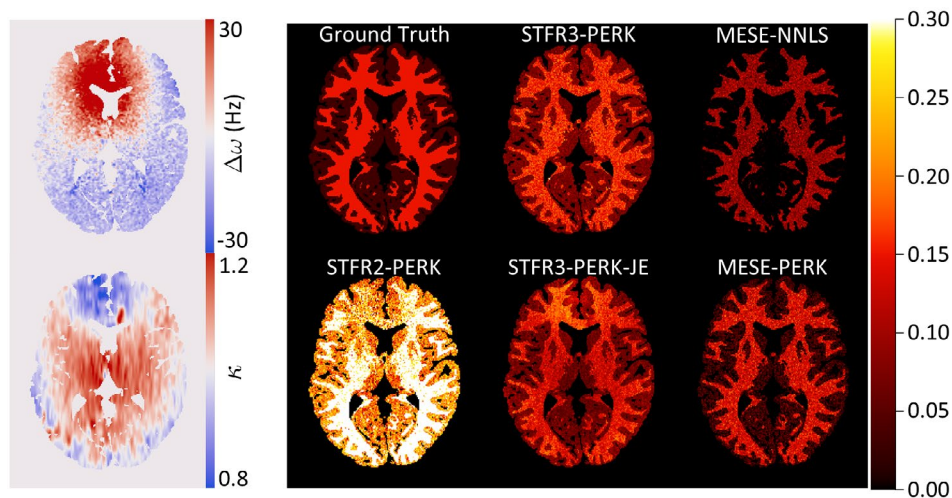 30
Δω (Hz)
-30
1.2
κ
0.8
Ground Truth
STFR3-PERK
MESE-NNLS
STFR2-PERK
STFR3-PERK-JE
MESE-PERK
0.30
0.25
0.20
0.15
0.10
0.05
0.00